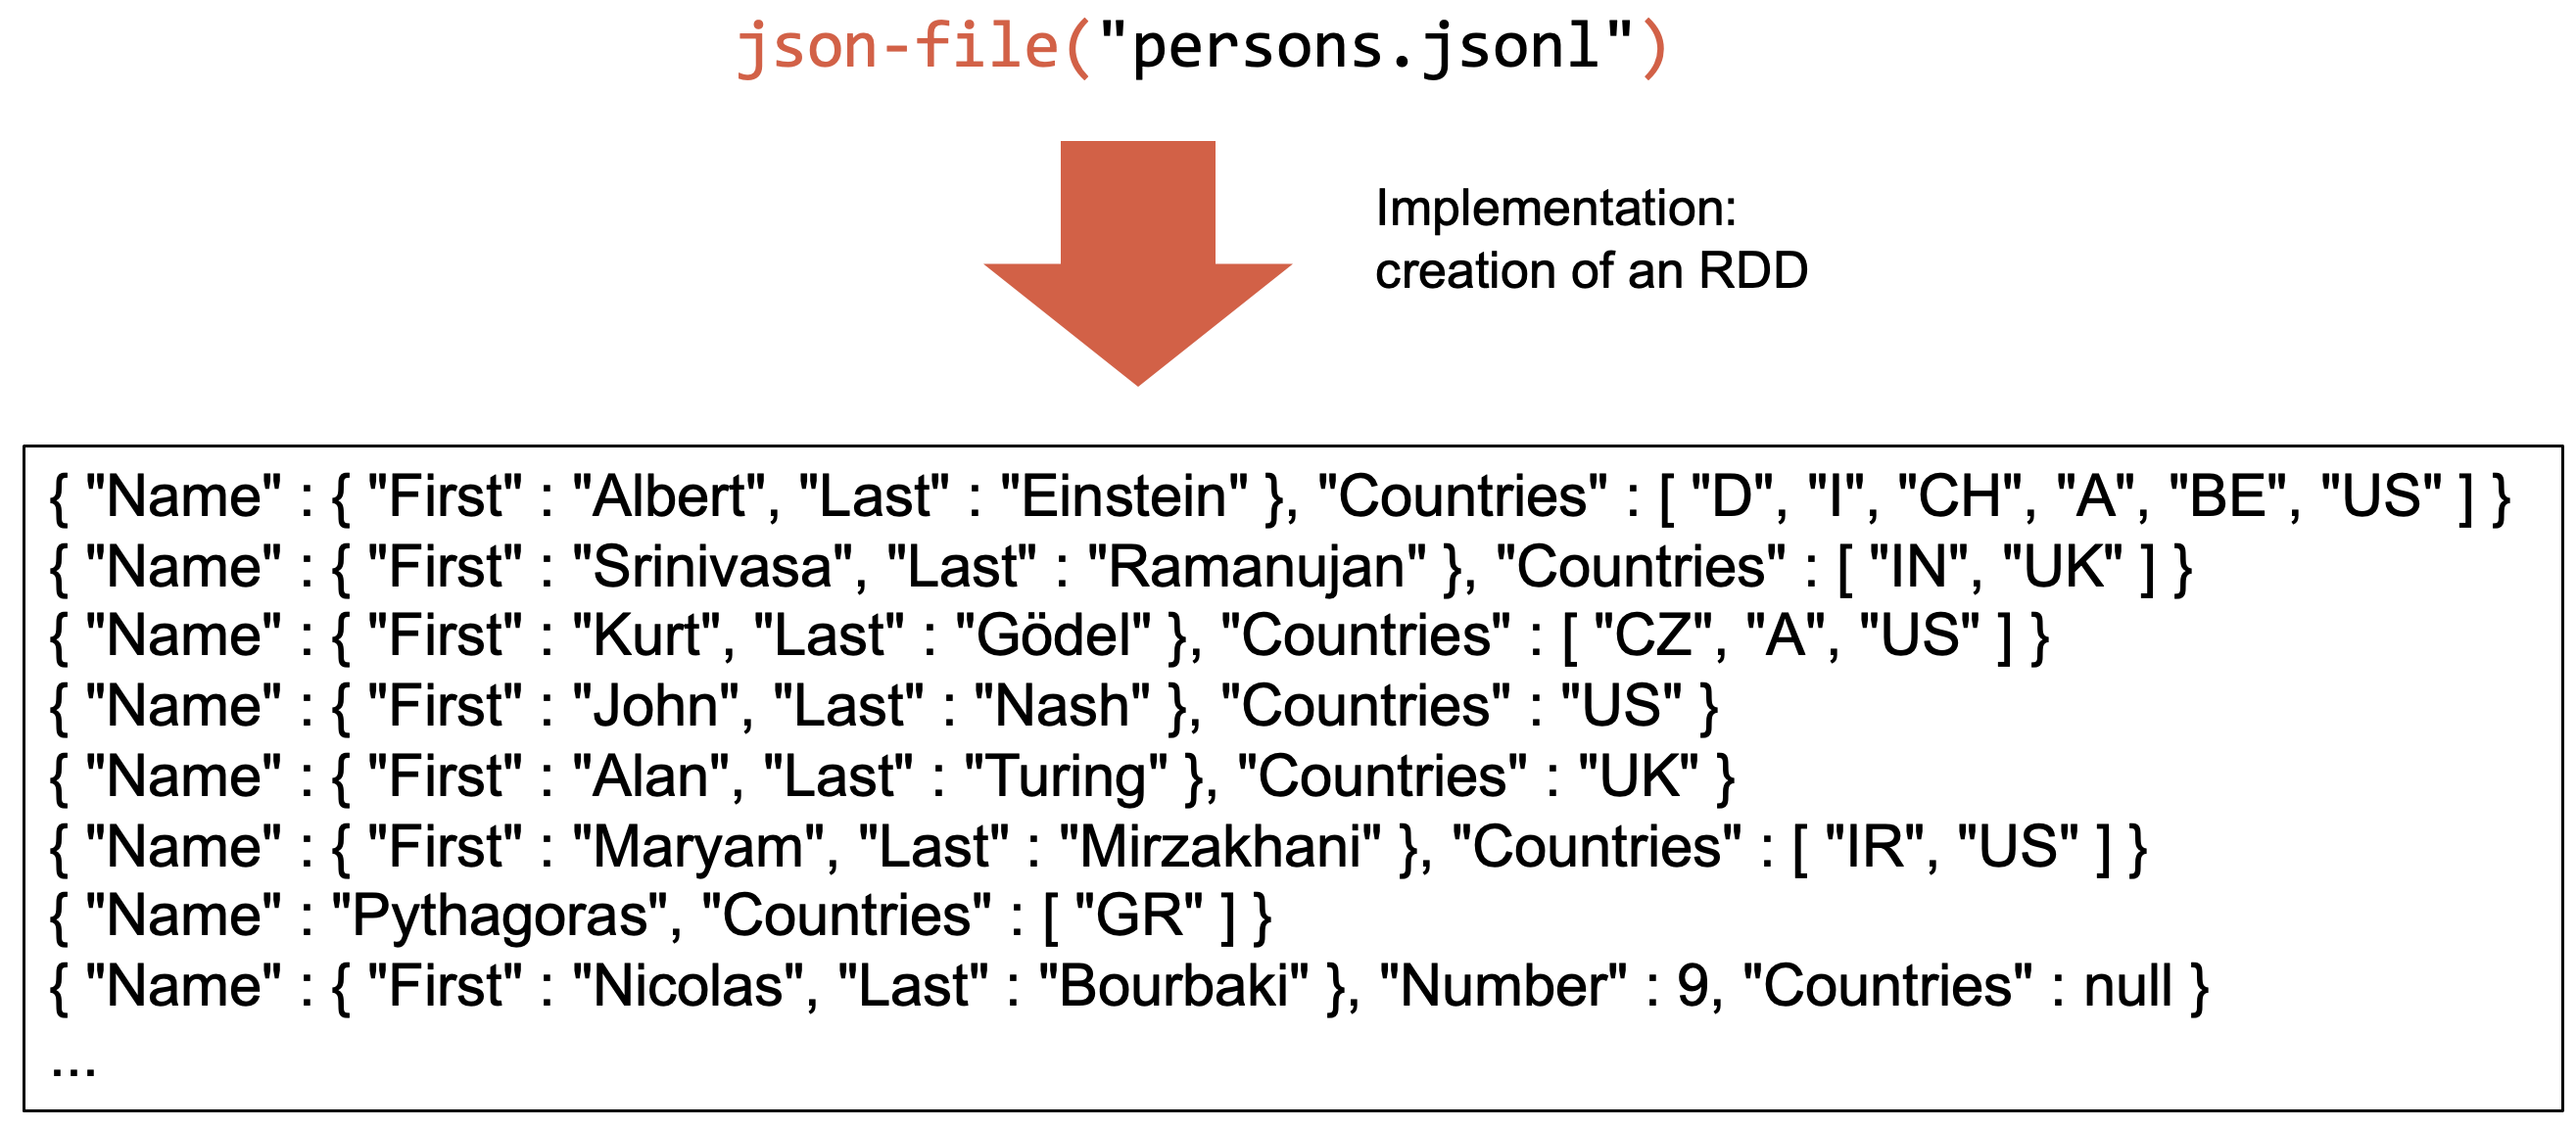 json-file("persons.jsonl")
Implementation:
creation of an RDD
{ "Name" : { "First" : "Albert", "Last" : "Einstein" }, "Countries" : [ "D", "I", "CH", "A", "BE", "US" ] }
{ "Name" : { "First" : "Srinivasa", "Last" : "Ramanujan" }, "Countries" : [ "IN", "UK" ] }
{ "Name" : { "First" : "Kurt", "Last" : "Gödel" }, "Countries" : [ "CZ", "A", "US" ] }
{ "Name" : { "First" : "John", "Last" : "Nash" }, "Countries" : "US" }
{ "Name" : { "First" : "Alan", "Last" : "Turing" }, "Countries" : "UK" }
{ "Name" : { "First" : "Maryam", "Last" : "Mirzakhani" }, "Countries" : [ "IR", "US" ] }
{ "Name" : "Pythagoras", "Countries" : [ "GR" ] }
{ "Name" : { "First" : "Nicolas", "Last" : "Bourbaki" }, "Number" : 9, "Countries" : null }
...